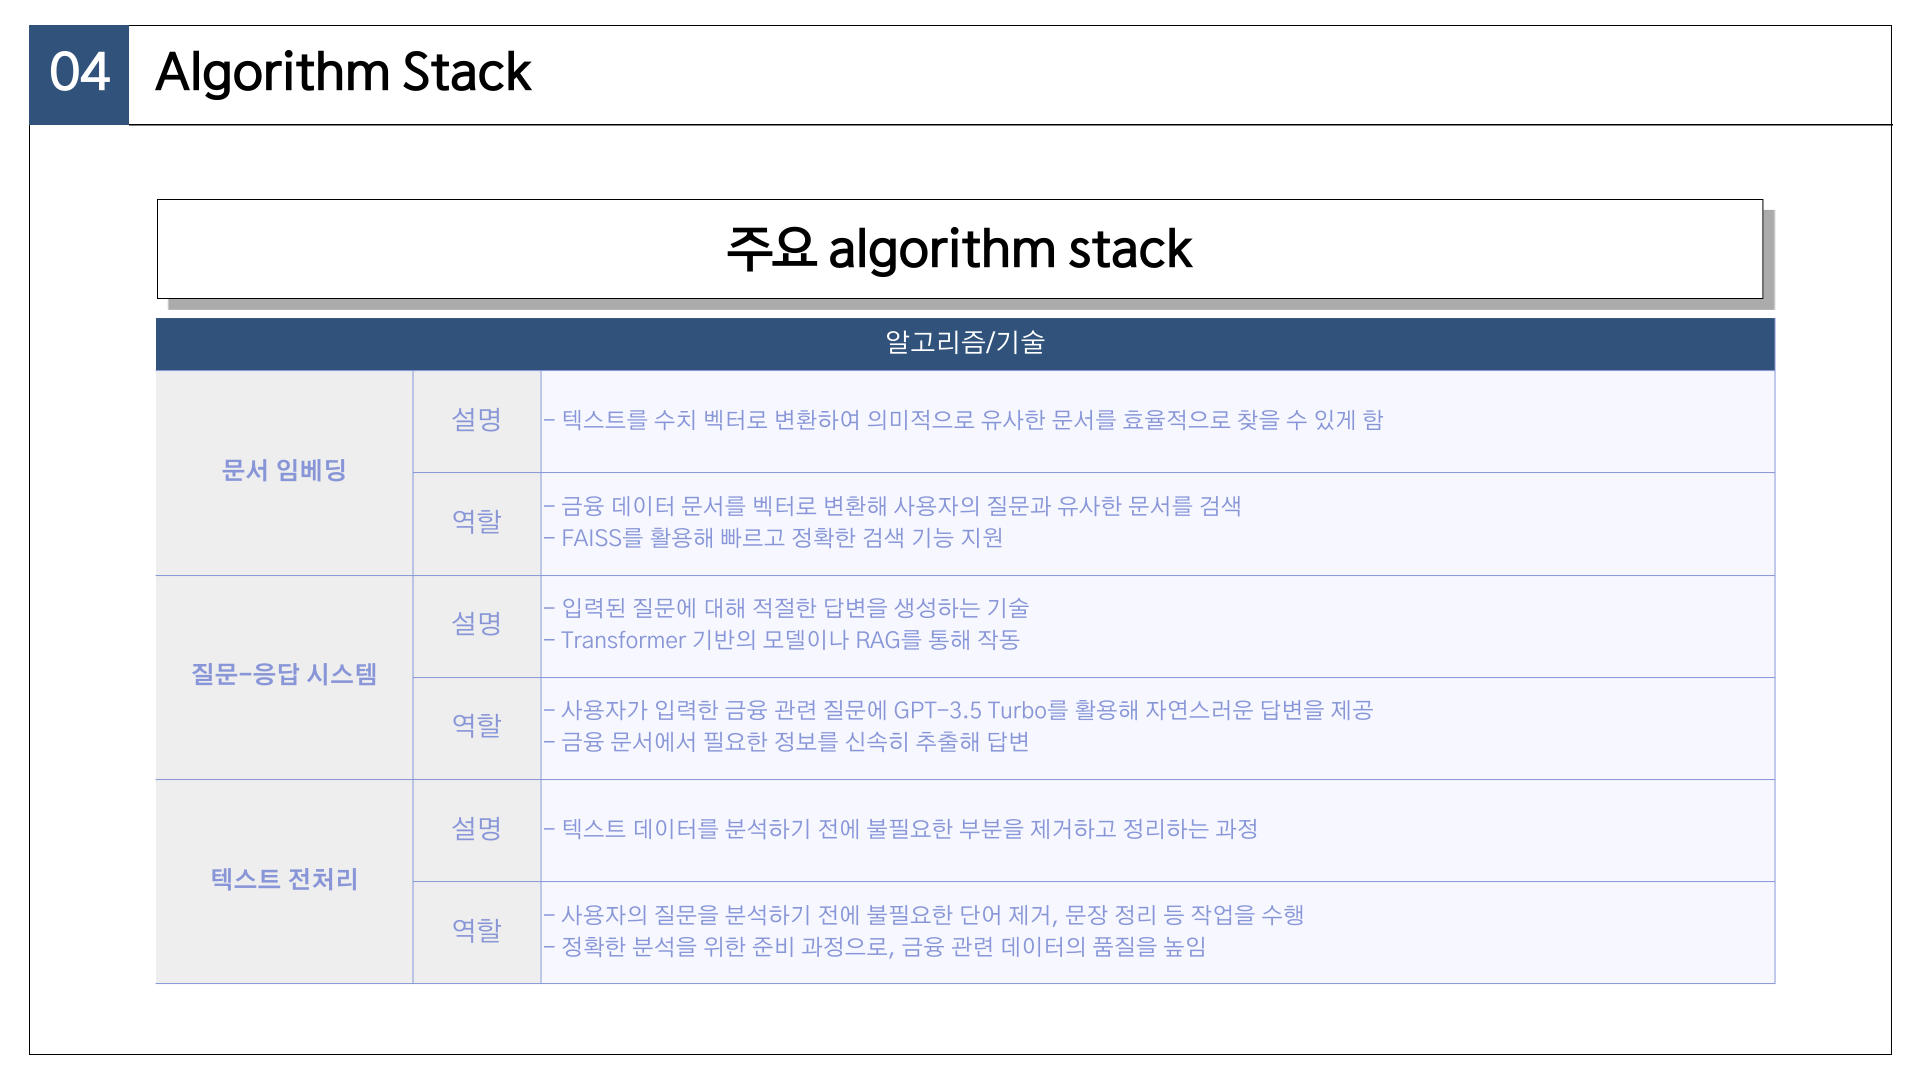 04 Algorithm Stack
주요 algorithm stack
알고리즘/기술
문서 임베딩
설명
- 텍스트를 수치 벡터로 변환하여 의미적으로 유사한 문서를 효율적으로 찾을 수 있게 함
역할
- 금융 데이터 문서를 벡터로 변환해 사용자의 질문과 유사한 문서를 검색
- FAISS를 활용해 빠르고 정확한 검색 기능 지원
질문-응답 시스템
설명
- 입력된 질문에 대해 적절한 답변을 생성하는 기술
- Transformer 기반의 모델이나 RAG를 통해 작동
역할
- 사용자가 입력한 금융 관련 질문에 GPT-3.5 Turbo를 활용해 자연스러운 답변을 제공
- 금융 문서에서 필요한 정보를 신속히 추출해 답변
텍스트 전처리
설명
- 텍스트 데이터를 분석하기 전에 불필요한 부분을 제거하고 정리하는 과정
역할
- 사용자의 질문을 분석하기 전에 불필요한 단어 제거, 문장 정리 등 작업을 수행
- 정확한 분석을 위한 준비 과정으로, 금융 관련 데이터의 품질을 높임